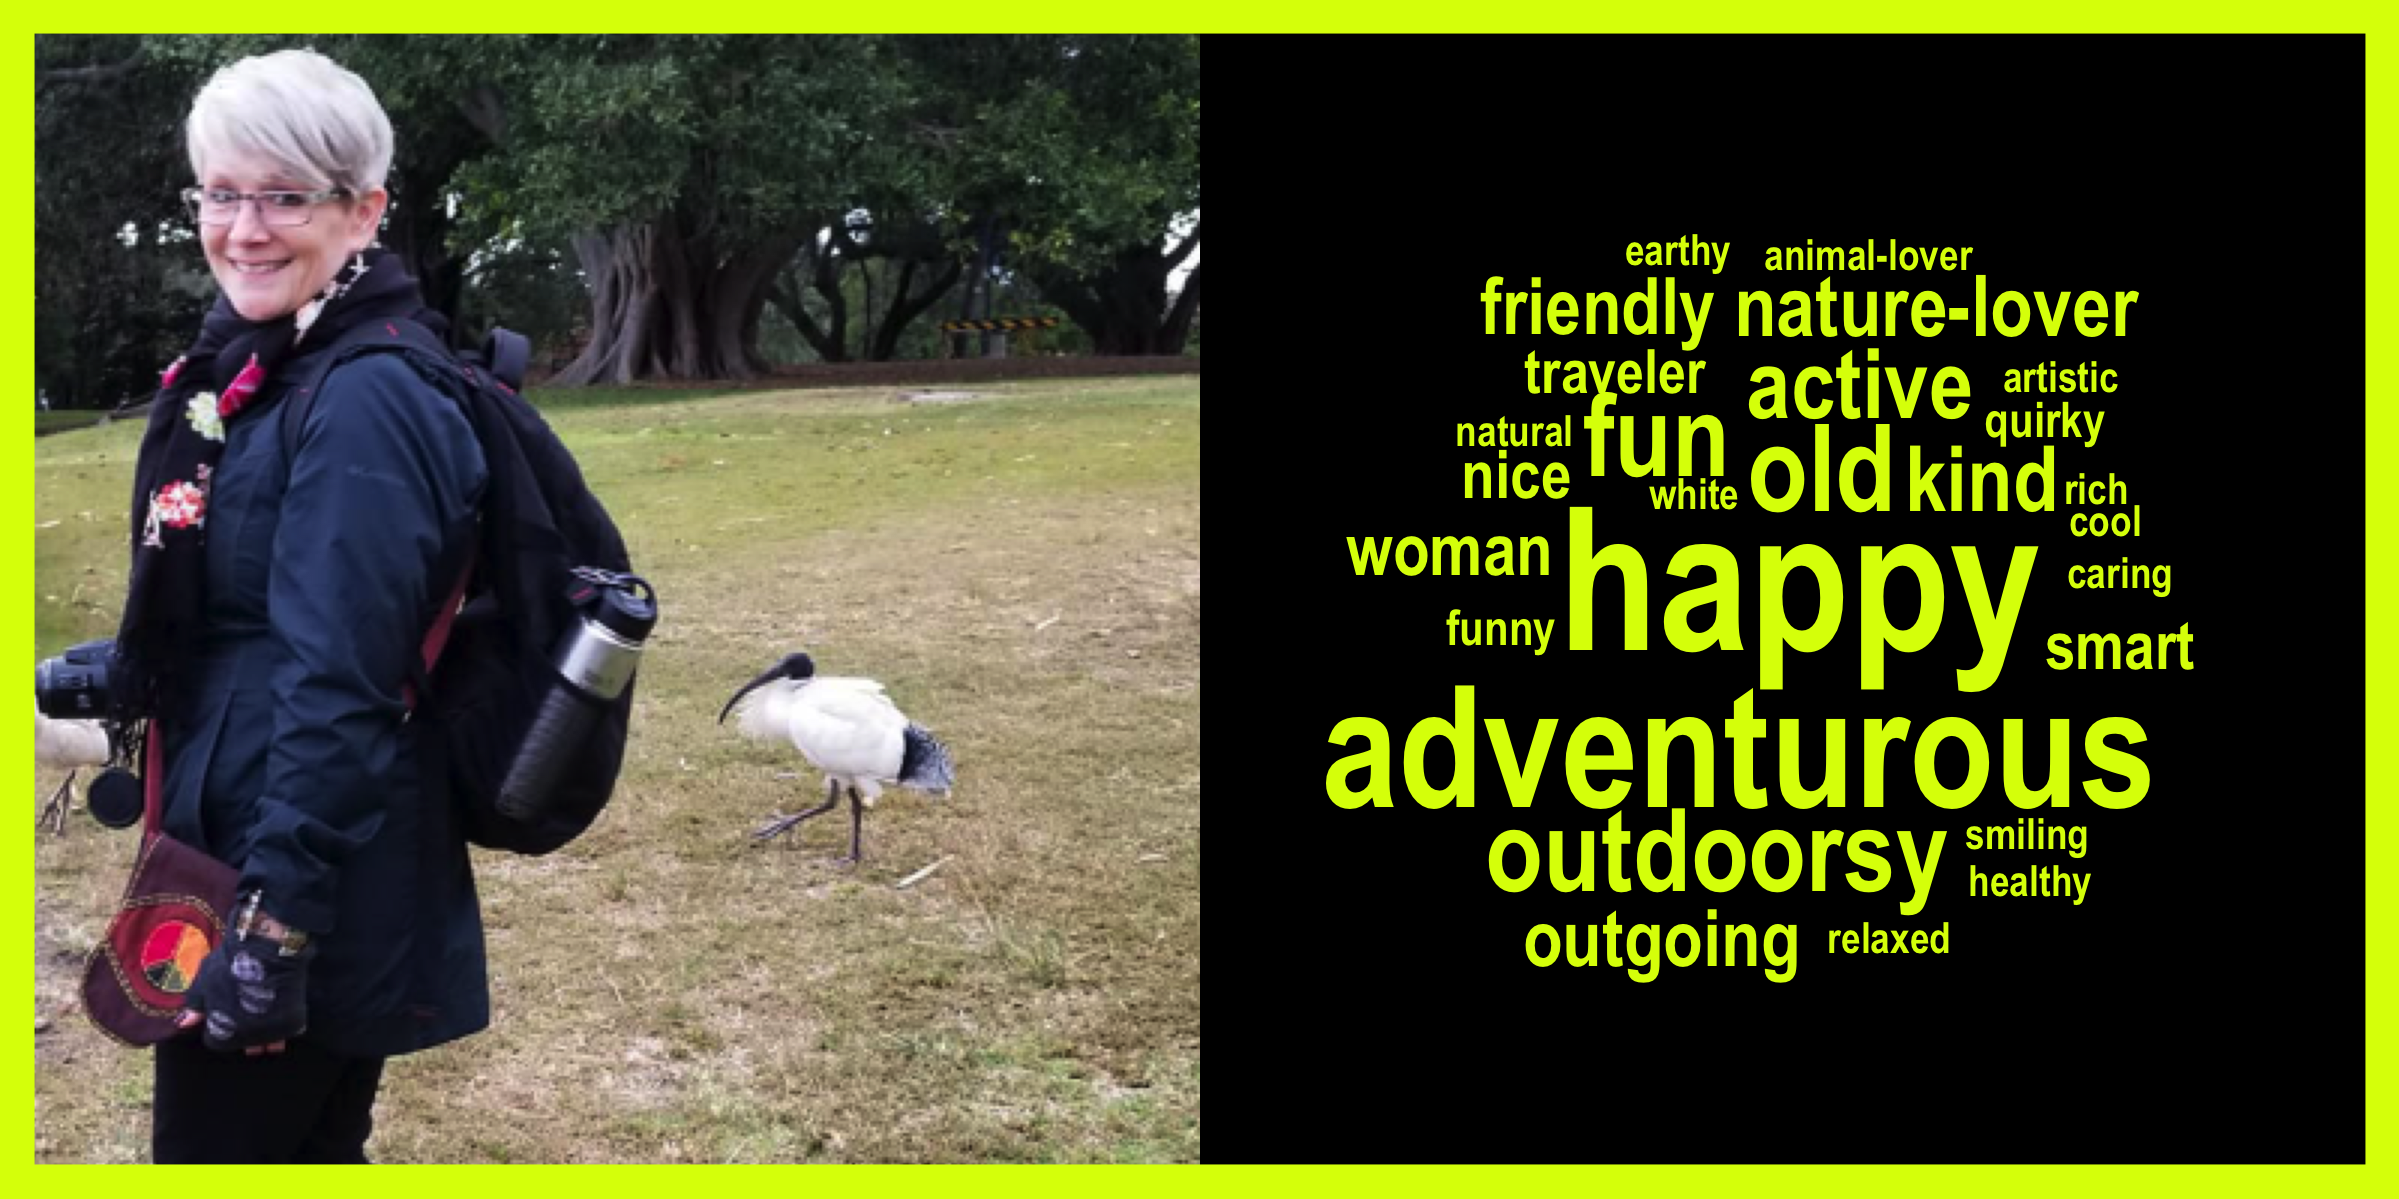 earthy animal-lover
friendly nature-lover
traveler active artistic
natural fun quirky
nice white old kind rich
cool
woman happy caring
funny smart
adventurous
outdoorsy smiling
healthy
outgoing relaxed